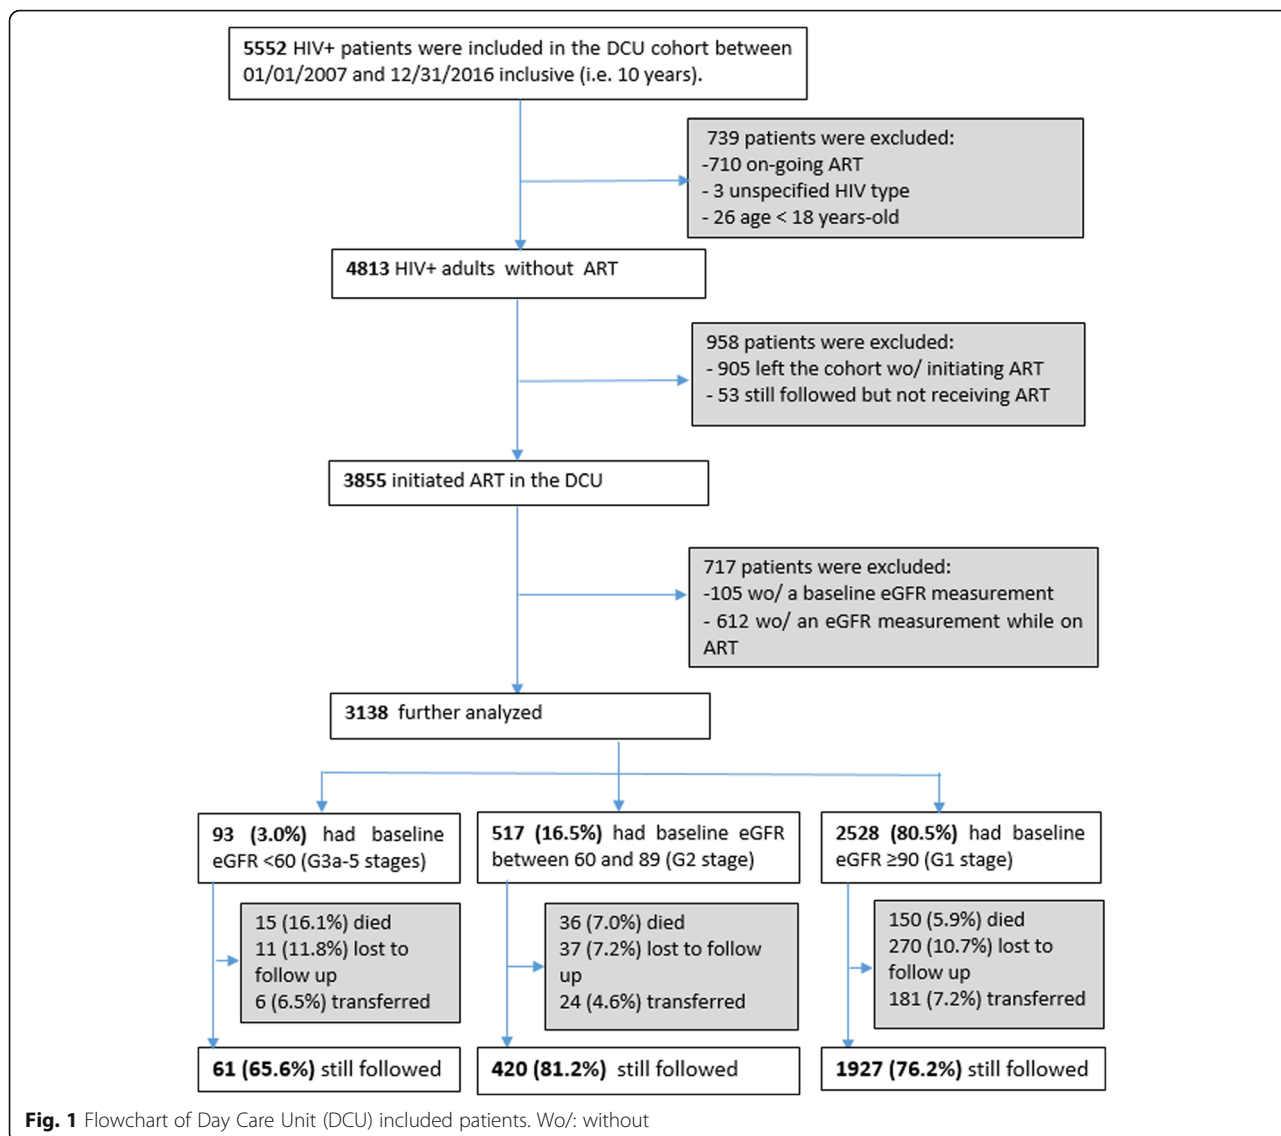 5552 HIV+ patients were included in the DCU cohort between
01/01/2007 and 12/31/2016 inclusive (i.e. 10 years).
739 patients were excluded:
-710 on-going ART
- 3 unspecified HIV type
- 26 age < 18 years-old
4813 HIV+ adults without ART
958 patients were excluded:
- 905 left the cohort wo/ initiating ART
- 53 still followed but not receiving ART
3855 initiated ART in the DCU
717 patients were excluded:
-105 wo/ a baseline eGFR measurement
- 612 wo/ an eGFR measurement while on
ART
3138 further analyzed
93 (3.0%) had baseline
eGFR <60 (G3a-5 stages)
517 (16.5%) had baseline eGFR
between 60 and 89 (G2 stage)
2528 (80.5%) had baseline
eGFR ≥90 (G1 stage)
15 (16.1%) died
11 (11.8%) lost to
follow up
6 (6.5%) transferred
36 (7.0%) died
37 (7.2%) lost to follow
up
24 (4.6%) transferred
150 (5.9%) died
270 (10.7%) lost to
follow up
181 (7.2%) transferred
61 (65.6%) still followed
420 (81.2%) still followed
1927 (76.2%) still followed
Fig. 1 Flowchart of Day Care Unit (DCU) included patients. Wo/: without